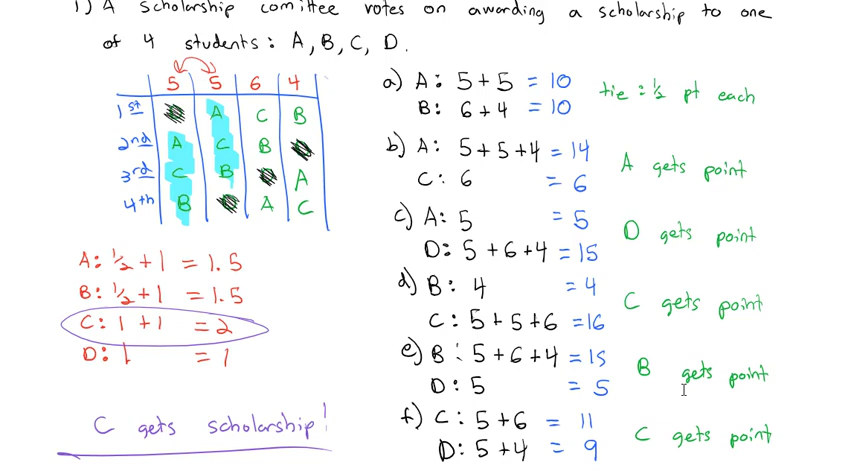 1) A scholarship comittee votes on awarding a scholarship to one
of 4 students: A, B, C, D.
5 5 6 4
1st A C B
2nd A C B
3rd C B A
4th B A C
A: 1/2 + 1 = 1.5
B: 1/2 + 1 = 1.5
C: 1 + 1 = 2
D: 1 = 1
C gets scholarship!
a) A: 5 + 5 = 10
B: 6 + 4 = 10
tie = 1/2 pt each
b) A: 5 + 5 + 4 = 14
C: 6 = 6
A gets point
c) A: 5 = 5
D: 5 + 6 + 4 = 15
D gets point
d) B: 4 = 4
C: 5 + 5 + 6 = 16
C gets point
e) B: 5 + 6 + 4 = 15
D: 5 = 5
B gets point
f) C: 5 + 6 = 11
D: 5 + 4 = 9
C gets point